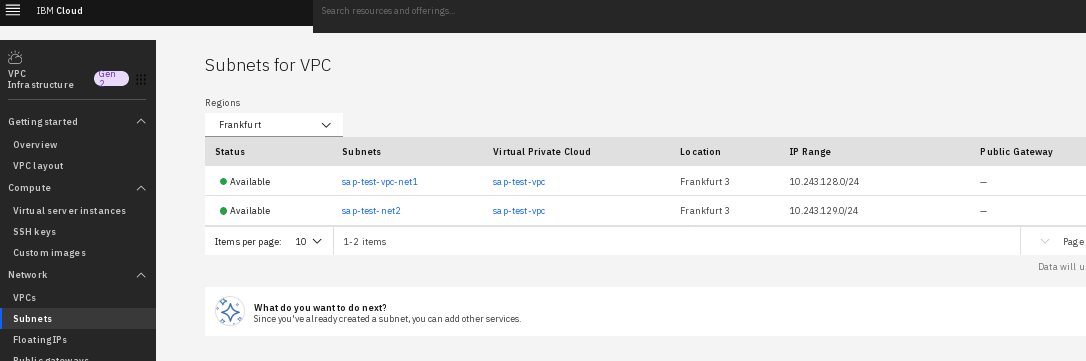 IBM Cloud
Search resources and offerings...
VPC
Infrastructure
Gen 2
Getting started
Overview
VPC layout
Compute
Virtual server instances
SSH keys
Custom images
Network
VPCs
Subnets
Floating IPs
Public gateways
Subnets for VPC
Regions
Frankfurt
Status Subnets Virtual Private Cloud Location IP Range Public Gateway
Available sap-test-vpc-net1 sap-test-vpc Frankfurt 3 10.243.128.0/24 —
Available sap-test-net2 sap-test-vpc Frankfurt 3 10.243.129.0/24 —
Items per page: 10 1-2 items Page
Data will u
What do you want to do next?
Since you've already created a subnet, you can add other services.